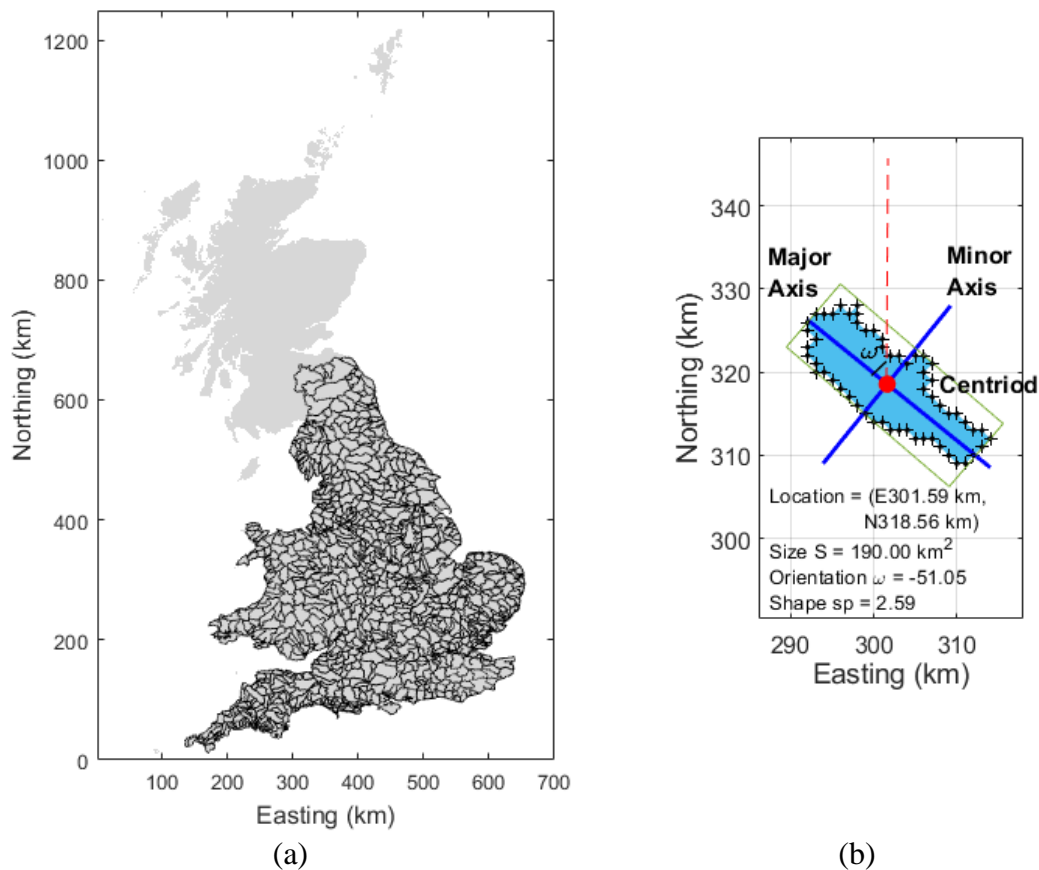 1200
1000
800
600
400
200
0
Northing (km)
100 200 300 400 500 600 700
Easting (km)
(a)
340
330
320
310
300
Northing (km)
Major
Axis
Minor
Axis
ω
Centriod
Location = (E301.59 km,
N318.56 km)
Size S = 190.00 km²
Orientation ω = -51.05
Shape sp = 2.59
290 300 310
Easting (km)
(b)